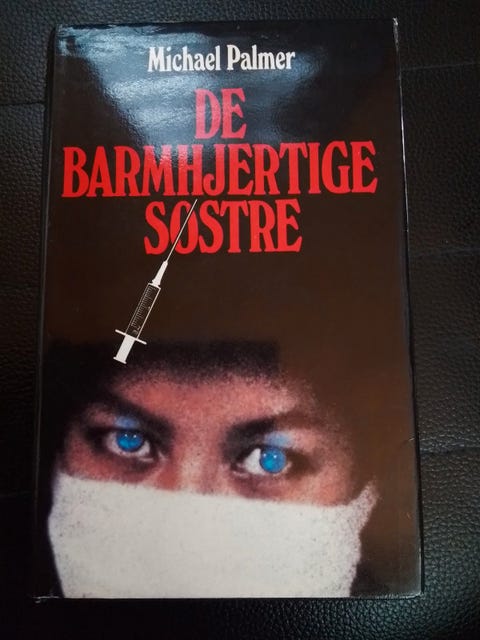 Michael Palmer
DE
BARMHJERTIGE
SØSTRE